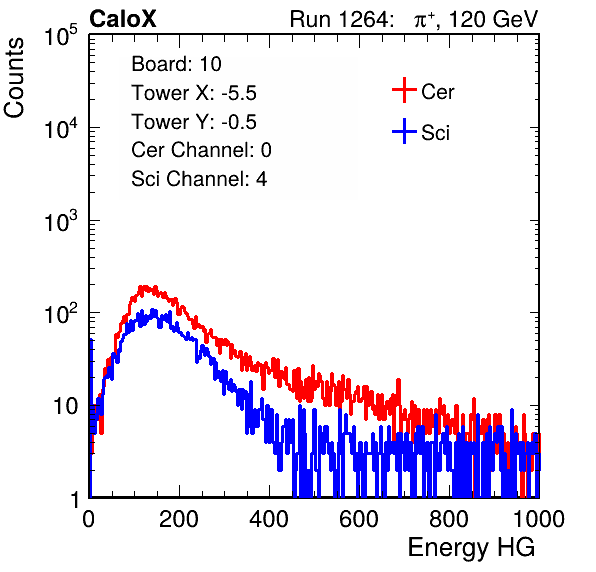 CaloX Run 1264: π⁺, 120 GeV
Counts
10⁵
10⁴
10³
10²
10
1
Board: 10
Tower X: -5.5
Tower Y: -0.5
Cer Channel: 0
Sci Channel: 4
Cer
Sci
0 200 400 600 800 1000
Energy HG